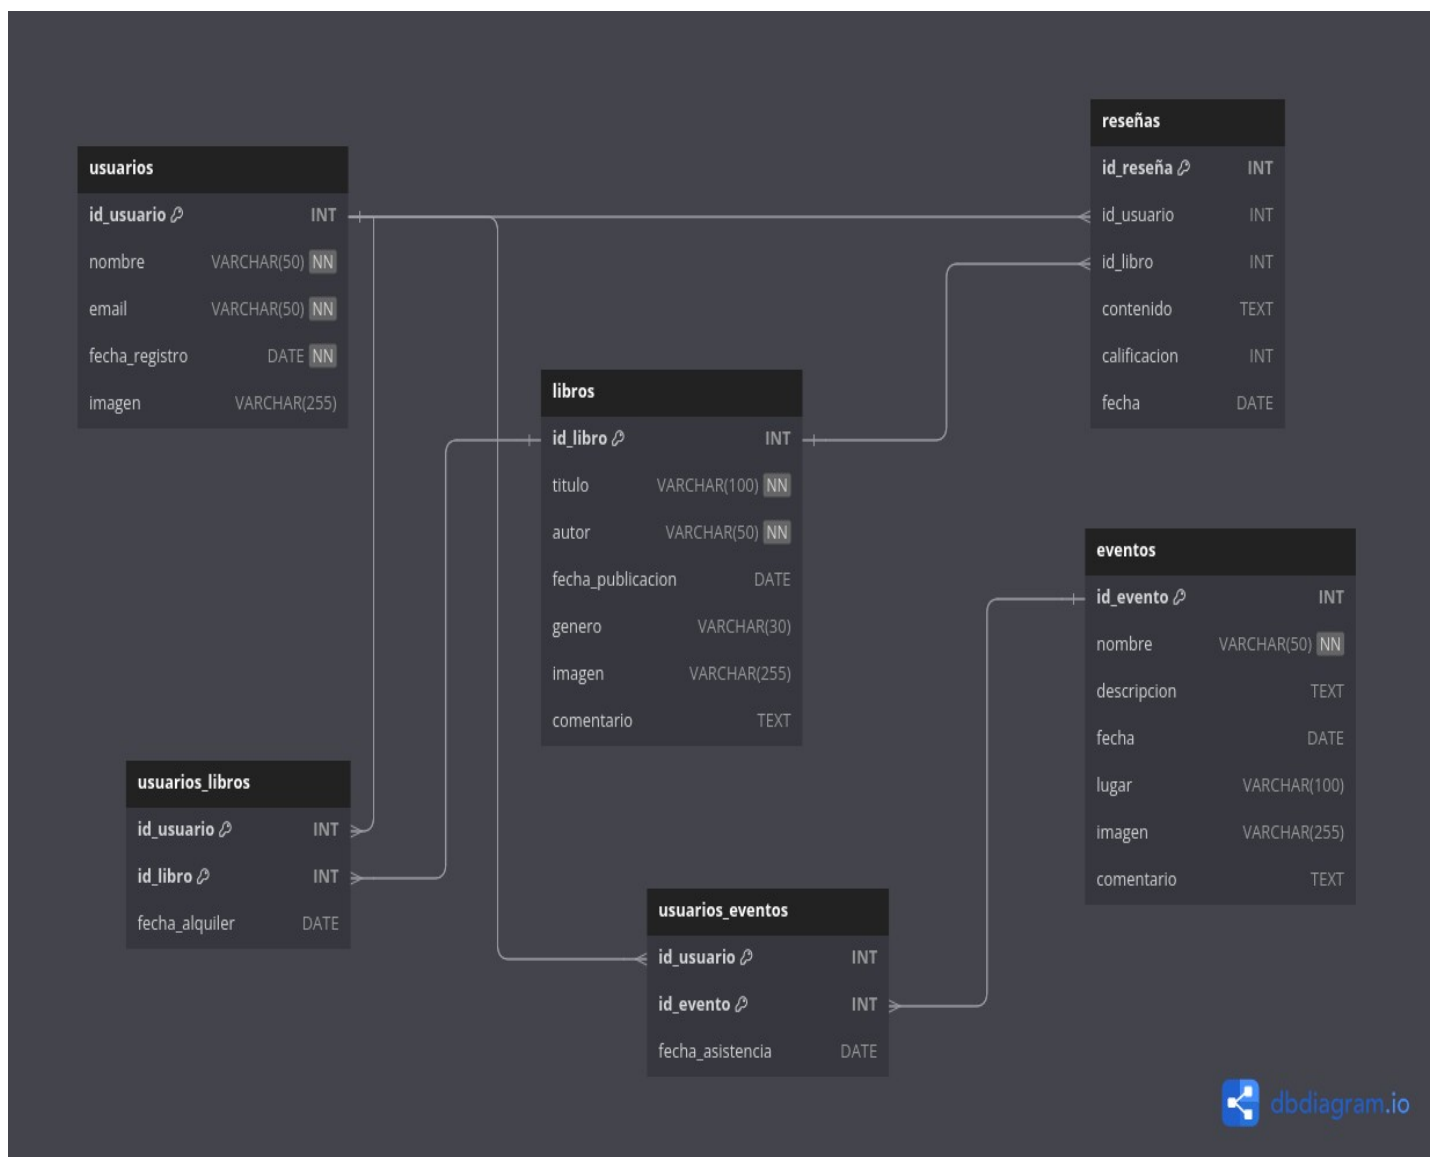 usuarios
id_usuario INT
nombre VARCHAR(50) NN
email VARCHAR(50) NN
fecha_registro DATE NN
imagen VARCHAR(255)
reseñas
id_reseña INT
id_usuario INT
id_libro INT
contenido TEXT
calificacion INT
fecha DATE
libros
id_libro INT
titulo VARCHAR(100) NN
autor VARCHAR(50) NN
fecha_publicacion DATE
genero VARCHAR(30)
imagen VARCHAR(255)
comentario TEXT
eventos
id_evento INT
nombre VARCHAR(50) NN
descripcion TEXT
fecha DATE
lugar VARCHAR(100)
imagen VARCHAR(255)
comentario TEXT
usuarios_libros
id_usuario INT
id_libro INT
fecha_alquiler DATE
usuarios_eventos
id_usuario INT
id_evento INT
fecha_asistencia DATE
dbdiagram.io